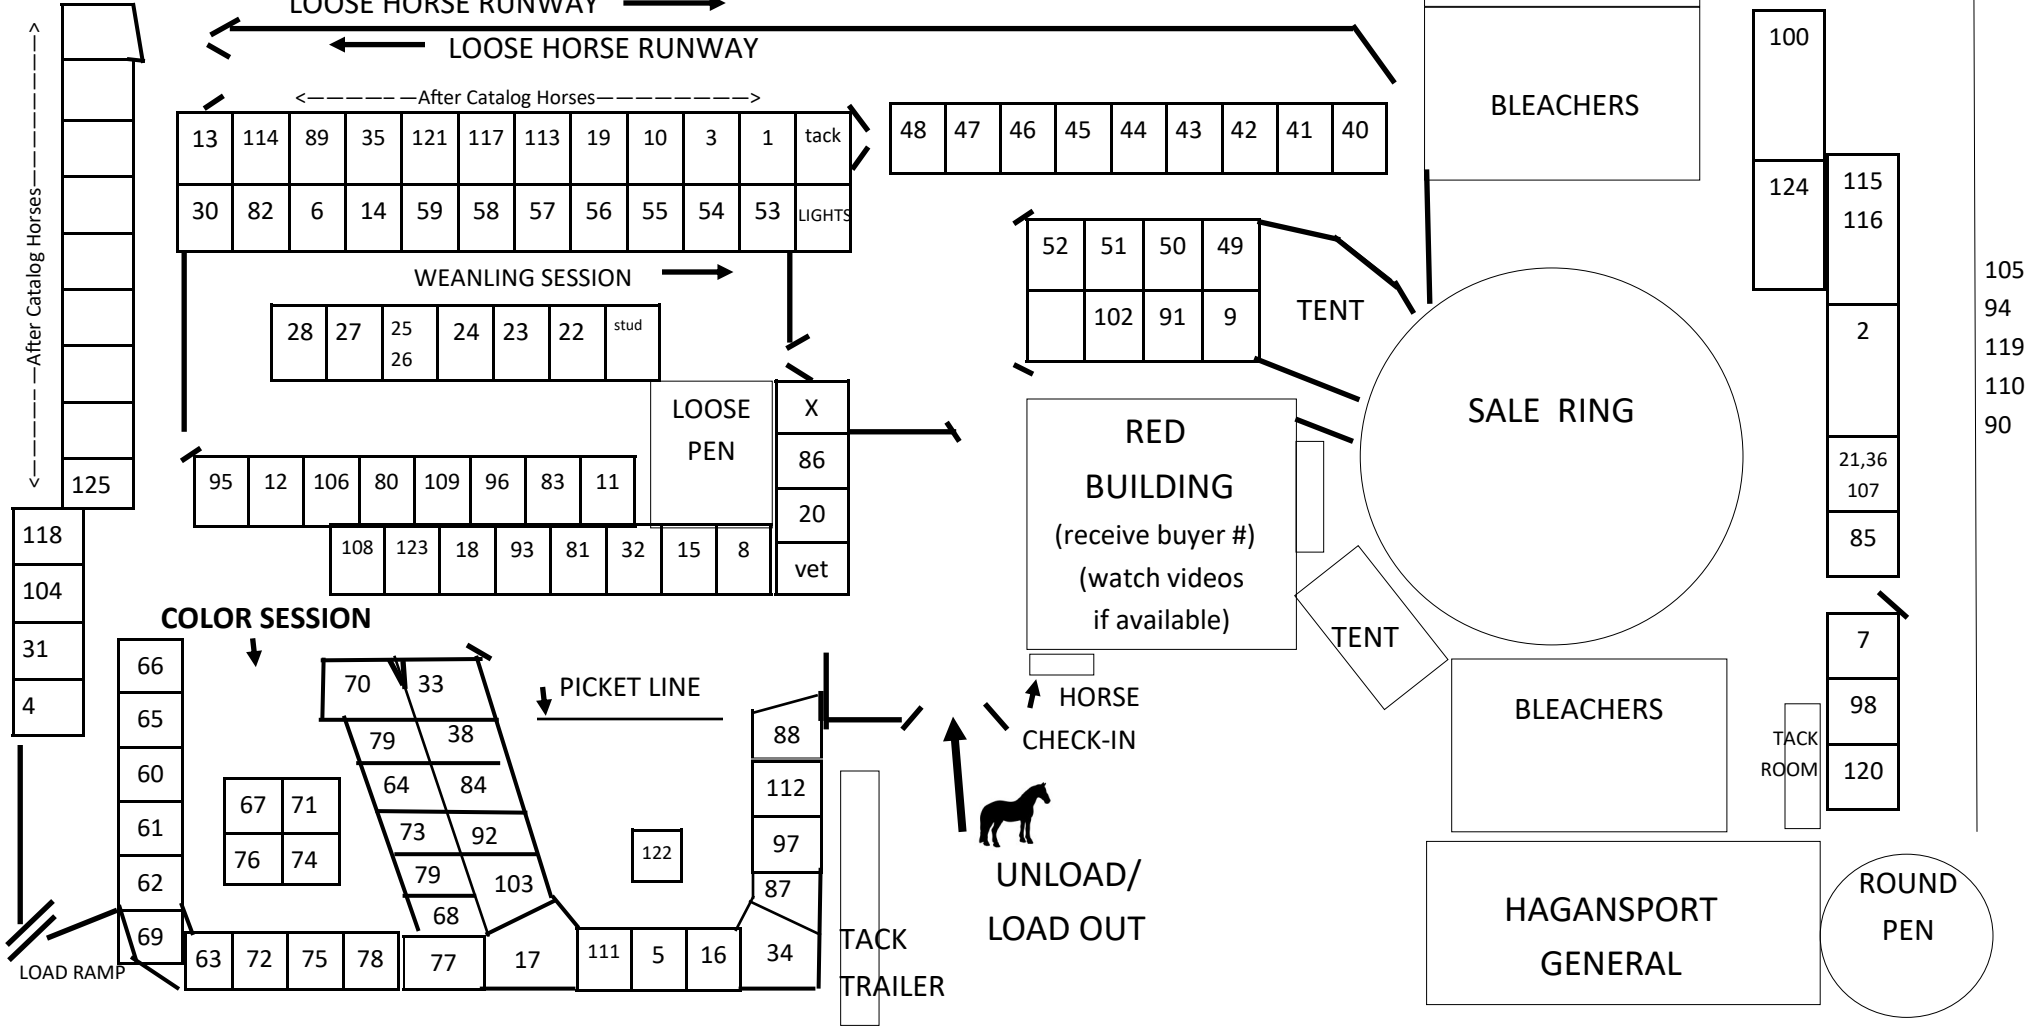 LOOSE HORSE RUNWAY
LOOSE HORSE RUNWAY
<—————After Catalog Horses————————>
<—————After Catalog Horses————————>
13 114 89 35 121 117 113 19 10 3 1 tack
30 82 6 14 59 58 57 56 55 54 53 LIGHTS
48 47 46 45 44 43 42 41 40
BLEACHERS
100
124
115
116
2
21,36
107
85
7
98
120
105
94
119
110
90
52 51 50 49
102 91 9
TENT
SALE RING
WEANLING SESSION
28 27 25 24 23 22 stud
26
LOOSE
PEN
X
86
20
vet
RED
BUILDING
(receive buyer #)
(watch videos
if available)
TENT
95 12 106 80 109 96 83 11
108 123 18 93 81 32 15 8
125
118
104
31
4
COLOR SESSION
66
65
60
61
62
69
67 71
76 74
70 33
79 38
64 84
73 92
79 103
68
PICKET LINE
122
88
112
97
87
34
63 72 75 78 77 17 111 5 16
LOAD RAMP
TACK
TRAILER
HORSE
CHECK-IN
UNLOAD/
LOAD OUT
BLEACHERS
TACK
ROOM
HAGANSPORT
GENERAL
ROUND
PEN